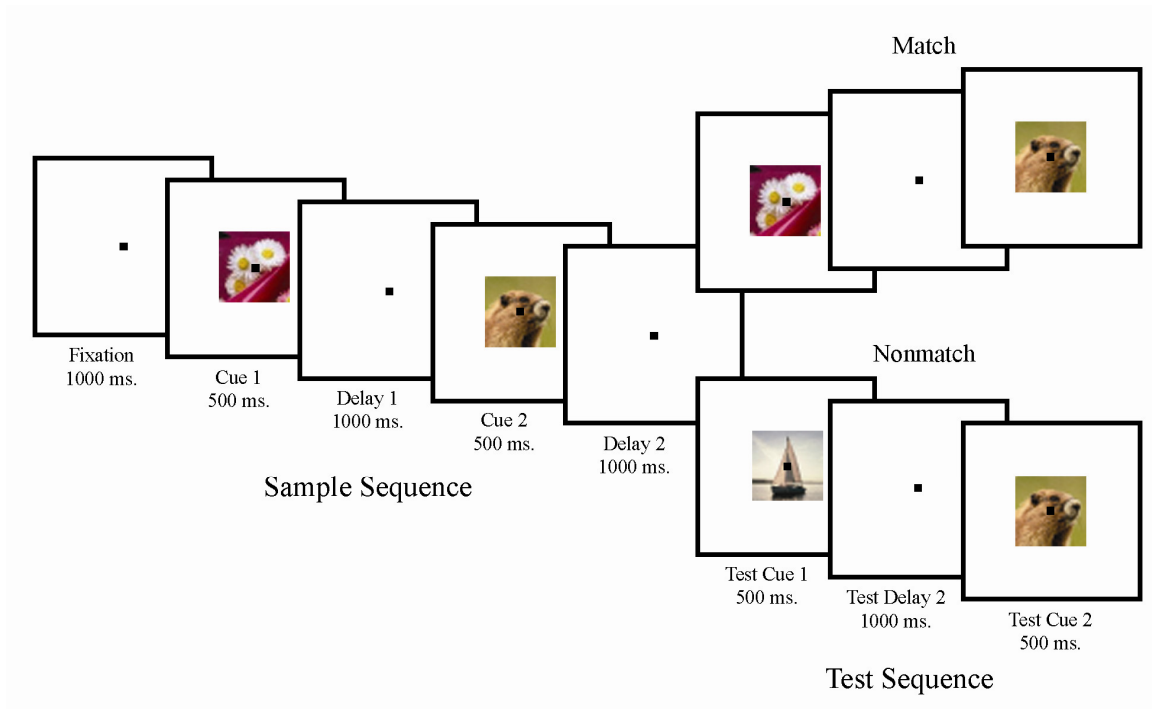 Match
Fixation
1000 ms.
Cue 1
500 ms.
Delay 1
1000 ms.
Cue 2
500 ms.
Delay 2
1000 ms.
Sample Sequence
Nonmatch
Test Cue 1
500 ms.
Test Delay 2
1000 ms.
Test Cue 2
500 ms.
Test Sequence